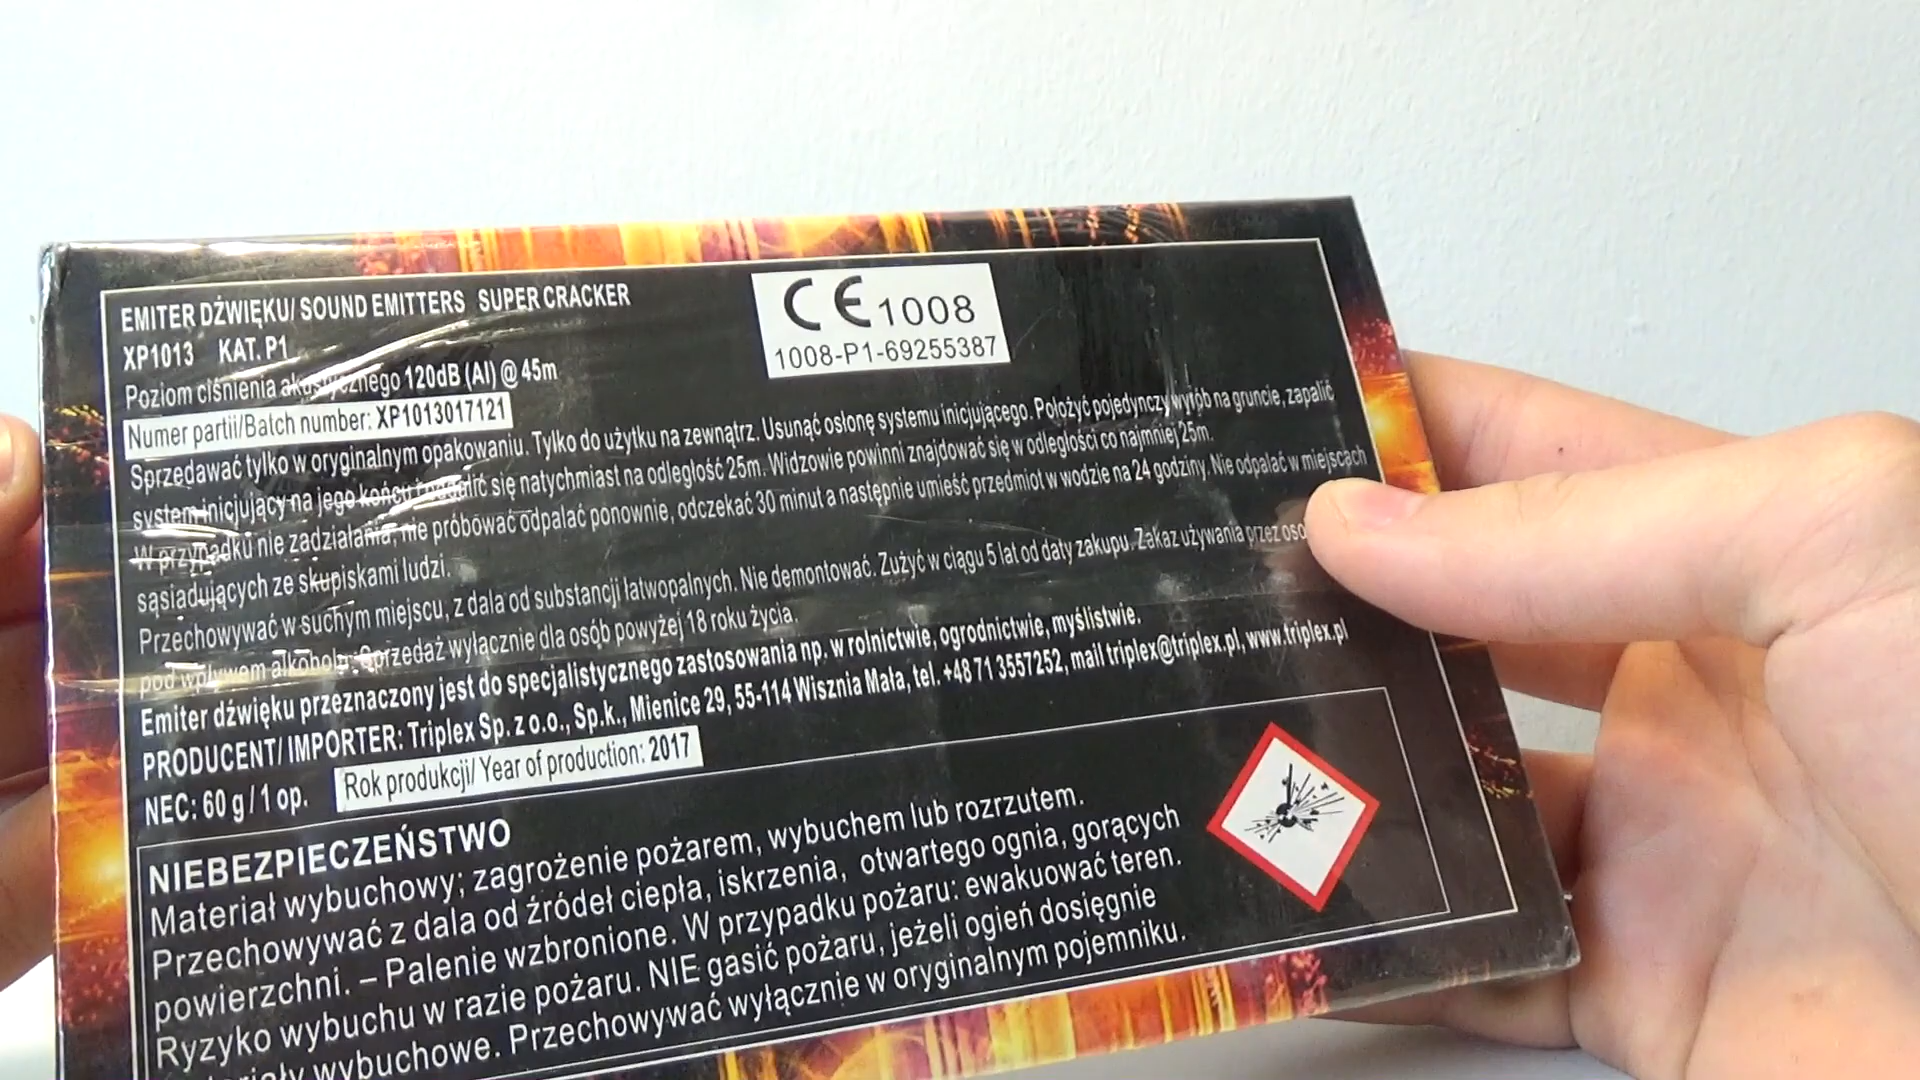 EMITER DŹWIĘKU/ SOUND EMITTERS SUPER CRACKER
XP1013 KAT. P1
Poziom ciśnienia akustycznego 120dB (AI) @ 45m
Numer partii/Batch number: XP1013017121
CE 1008
1008-P1-69255387
Sprzedawać tylko w oryginalnym opakowaniu. Tylko do użytku na zewnątrz. Usunąć osłonę systemu inicjującego. Położyć pojedynczy wyrób na gruncie, zapalić
system inicjujący na jego końcu i oddalić się natychmiast na odległość 25m. Widzowie powinni znajdować się w odległości co najmniej 25m.
W przypadku nie zadziałania, nie próbować odpalać ponownie, odczekać 30 minut a następnie umieść przedmiot w wodzie na 24 godziny. Nie odpalać w miejscach
sąsiadujących ze skupiskami ludzi.
Przechowywać w suchym miejscu, z dala od substancji łatwopalnych. Nie demontować. Zużyć w ciągu 5 lat od daty zakupu. Zakaz używania przez oso
pod wpływem alkoholu. Sprzedaż wyłącznie dla osób powyżej 18 roku życia.
Emiter dźwięku przeznaczony jest do specjalistycznego zastosowania np. w rolnictwie, ogrodnictwie, myślistwie.
PRODUCENT/ IMPORTER: Triplex Sp. z o.o., Sp.k., Mienice 29, 55-114 Wisznia Mała, tel. +48 71 3557252, mail triplex@triplex.pl, www.triplex.pl
NEC: 60 g / 1 op. Rok produkcji/ Year of production: 2017
NIEBEZPIECZEŃSTWO
Materiał wybuchowy; zagrożenie pożarem, wybuchem lub rozrzutem.
Przechowywać z dala od źródeł ciepła, iskrzenia, otwartego ognia, gorących
powierzchni. – Palenie wzbronione. W przypadku pożaru: ewakuować teren.
Ryzyko wybuchu w razie pożaru. NIE gasić pożaru, jeżeli ogień dosięgnie
materiały wybuchowe. Przechowywać wyłącznie w oryginalnym pojemniku.